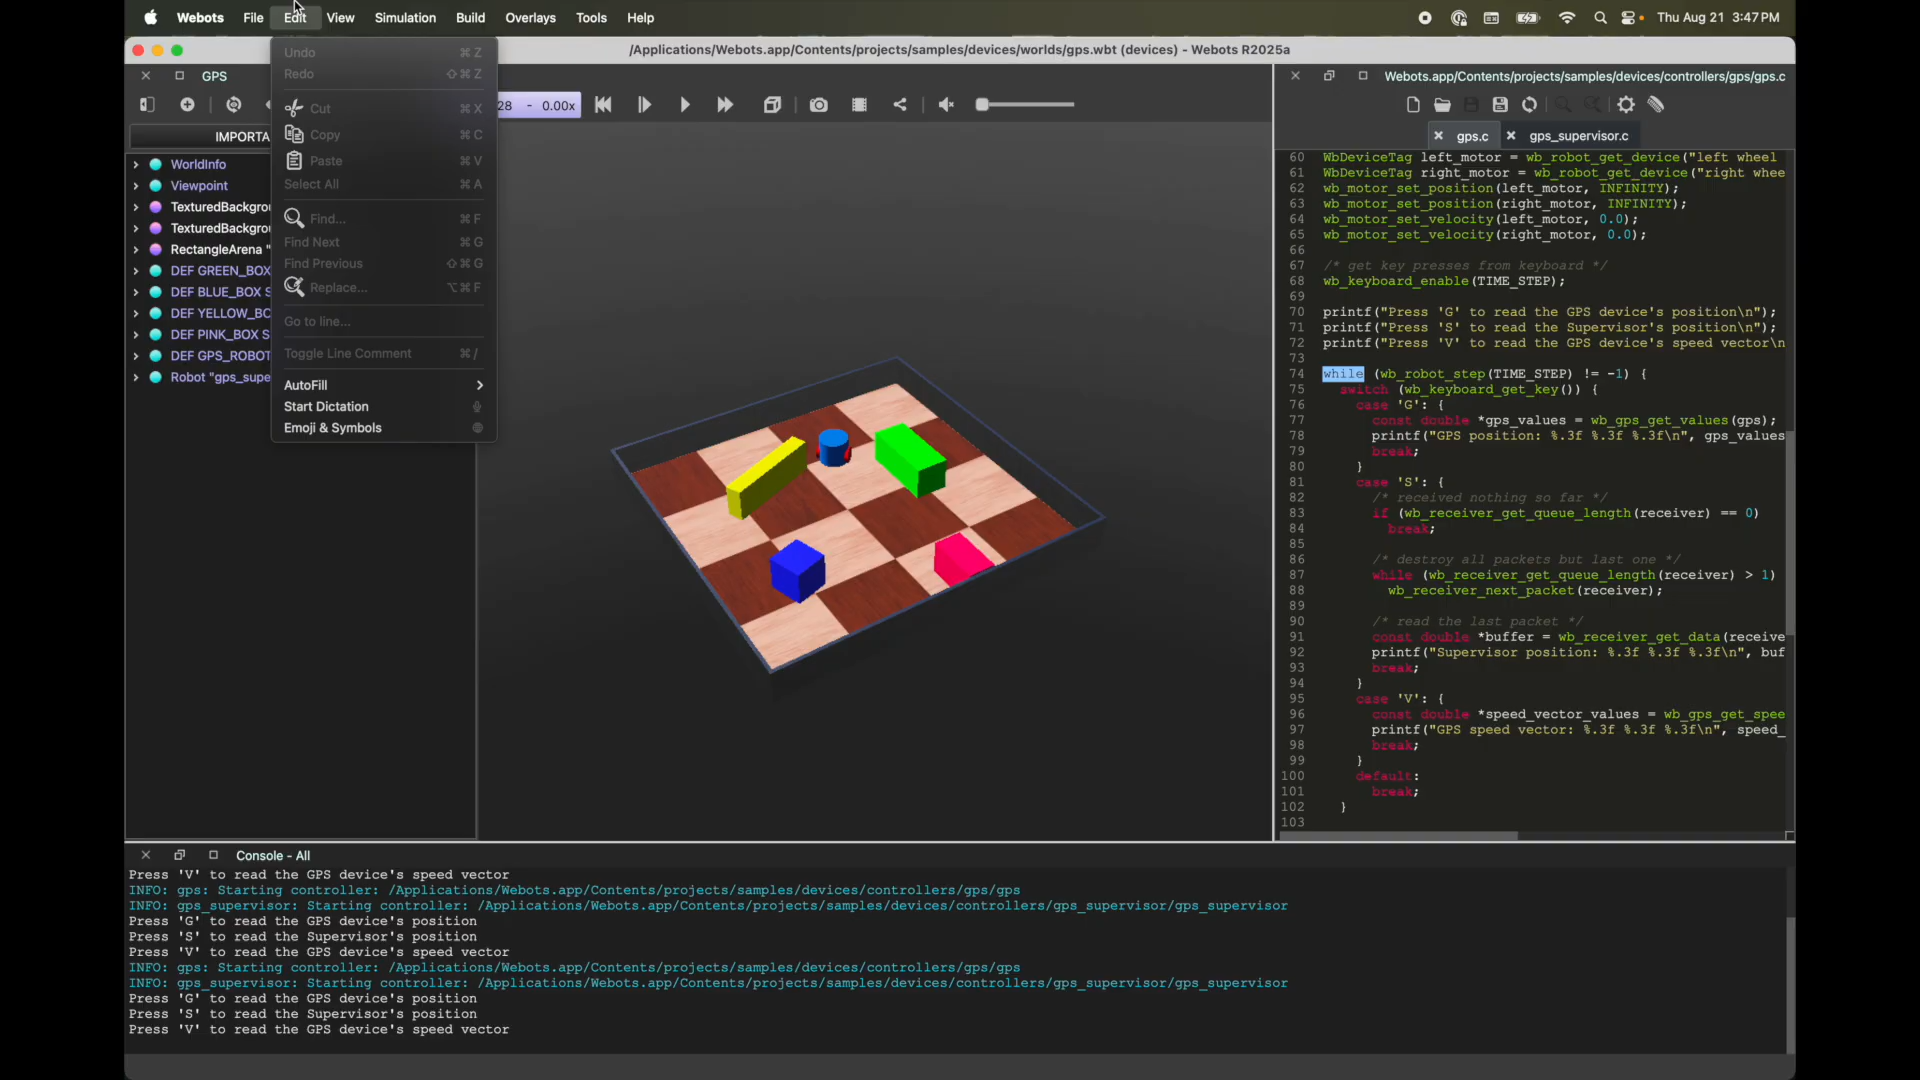 Webots File Edit View Simulation Build Overlays Tools Help Thu Aug 21 3:47 PM
/Applications/Webots.app/Contents/projects/samples/devices/worlds/gps.wbt (devices) - Webots R2025a
GPS
28 - 0.00x
IMPORTA
WorldInfo
Viewpoint
TexturedBackgrou
TexturedBackgrou
RectangleArena "
DEF GREEN_BOX
DEF BLUE_BOX S
DEF YELLOW_BO
DEF PINK_BOX S
DEF GPS_ROBOT
Robot "gps_supe
Undo ⌘ Z
Redo ⇧ ⌘ Z
Cut ⌘ X
Copy ⌘ C
Paste ⌘ V
Select All ⌘ A
Find... ⌘ F
Find Next ⌘ G
Find Previous ⇧ ⌘ G
Replace... ⌥ ⌘ F
Go to line...
Toggle Line Comment ⌘ /
AutoFill
Start Dictation
Emoji & Symbols
Webots.app/Contents/projects/samples/devices/controllers/gps/gps.c
gps.c gps_supervisor.c
60 WbDeviceTag left_motor = wb_robot_get_device("left wheel
61 WbDeviceTag right_motor = wb_robot_get_device("right whee
62 wb_motor_set_position(left_motor, INFINITY);
63 wb_motor_set_position(right_motor, INFINITY);
64 wb_motor_set_velocity(left_motor, 0.0);
65 wb_motor_set_velocity(right_motor, 0.0);
66
67 /* get key presses from keyboard */
68 wb_keyboard_enable(TIME_STEP);
69
70 printf("Press 'G' to read the GPS device's position\n");
71 printf("Press 'S' to read the Supervisor's position\n");
72 printf("Press 'V' to read the GPS device's speed vector\n
73
74 while (wb_robot_step(TIME_STEP) != -1) {
75 switch (wb_keyboard_get_key()) {
76 case 'G': {
77 const double *gps_values = wb_gps_get_values(gps);
78 printf("GPS position: %.3f %.3f %.3f\n", gps_values
79 break;
80 }
81 case 'S': {
82 /* received nothing so far */
83 if (wb_receiver_get_queue_length(receiver) == 0)
84 break;
85
86 /* destroy all packets but last one */
87 while (wb_receiver_get_queue_length(receiver) > 1)
88 wb_receiver_next_packet(receiver);
89
90 /* read the last packet */
91 const double *buffer = wb_receiver_get_data(receive
92 printf("Supervisor position: %.3f %.3f %.3f\n", buf
93 break;
94 }
95 case 'V': {
96 const double *speed_vector_values = wb_gps_get_spee
97 printf("GPS speed vector: %.3f %.3f %.3f\n", speed_
98 break;
99 }
100 default:
101 break;
102 }
103
Console - All
Press 'V' to read the GPS device's speed vector
INFO: gps: Starting controller: /Applications/Webots.app/Contents/projects/samples/devices/controllers/gps/gps
INFO: gps_supervisor: Starting controller: /Applications/Webots.app/Contents/projects/samples/devices/controllers/gps_supervisor/gps_supervisor
Press 'G' to read the GPS device's position
Press 'S' to read the Supervisor's position
Press 'V' to read the GPS device's speed vector
INFO: gps: Starting controller: /Applications/Webots.app/Contents/projects/samples/devices/controllers/gps/gps
INFO: gps_supervisor: Starting controller: /Applications/Webots.app/Contents/projects/samples/devices/controllers/gps_supervisor/gps_supervisor
Press 'G' to read the GPS device's position
Press 'S' to read the Supervisor's position
Press 'V' to read the GPS device's speed vector